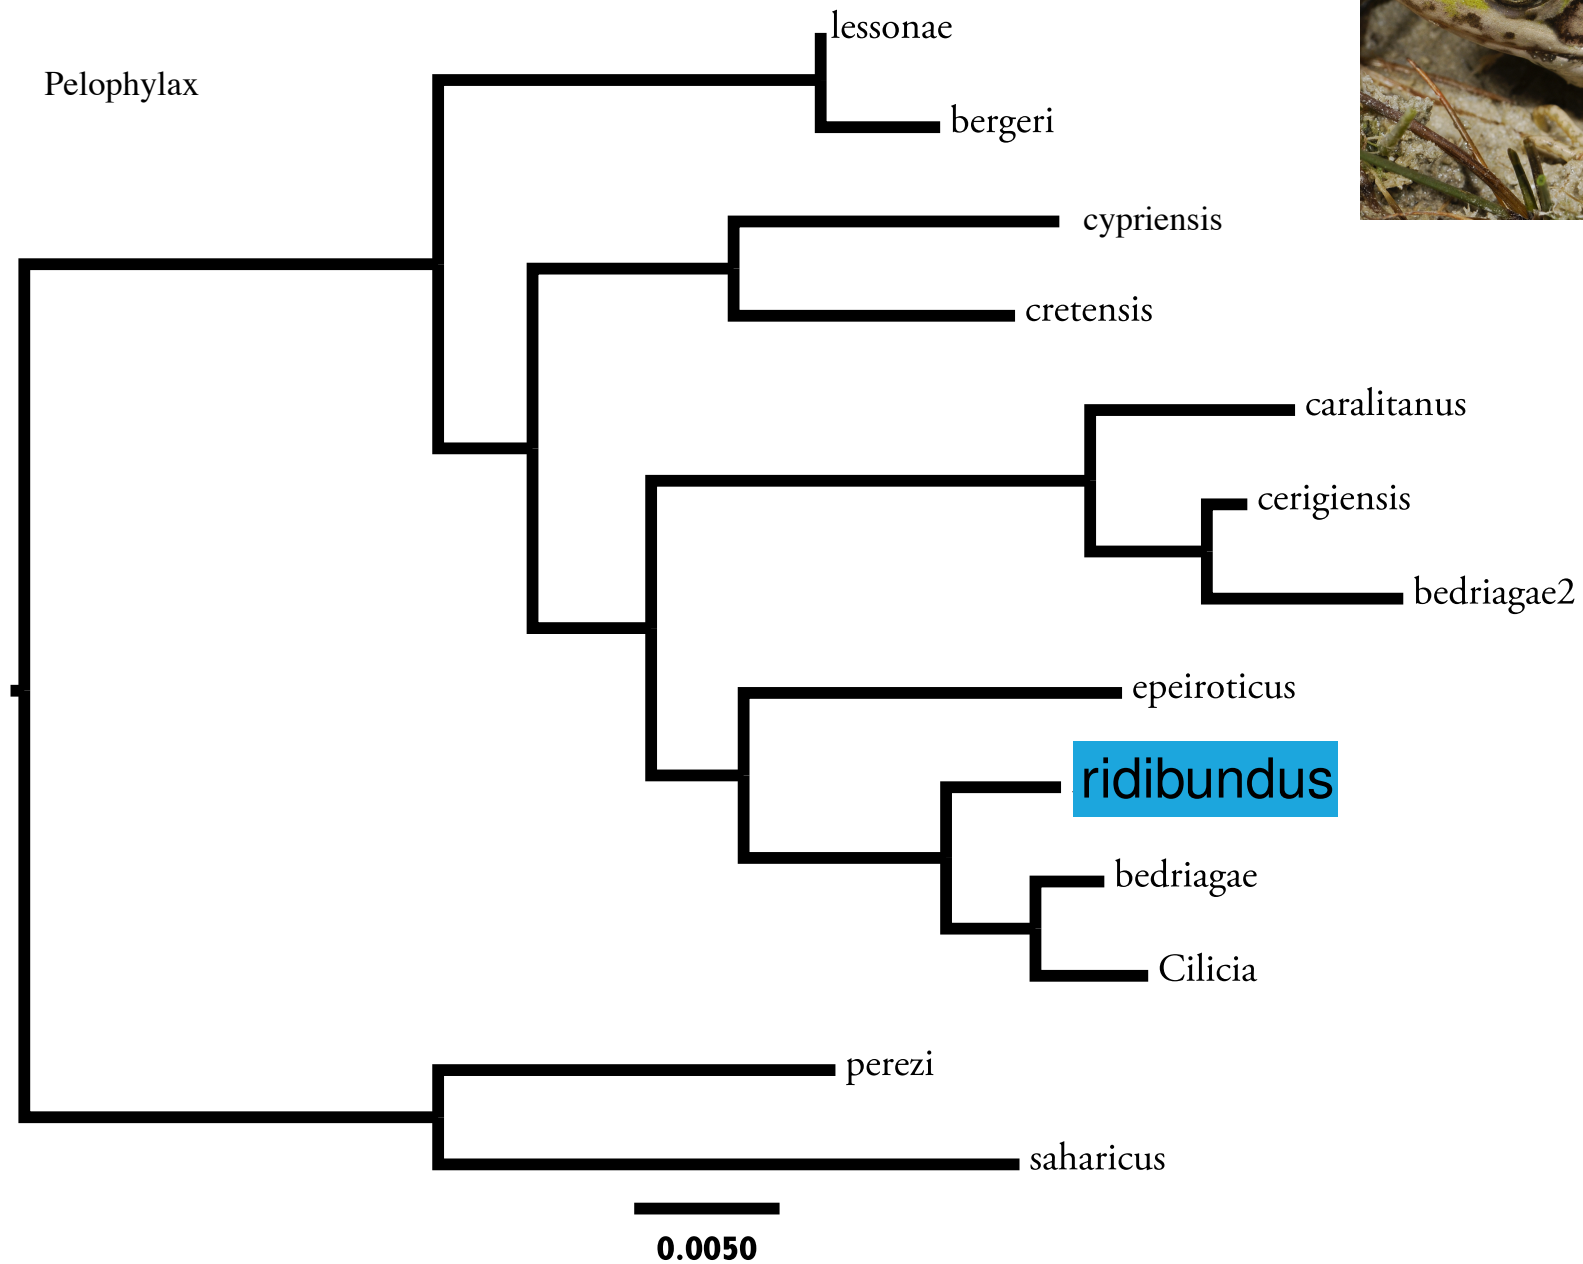 lessonae
Pelophylax
bergeri
cypriensis
cretensis
caralitanus
cerigiensis
bedriagae2
epeiroticus
ridibundus
bedriagae
Cilicia
perezi
saharicus
0.0050